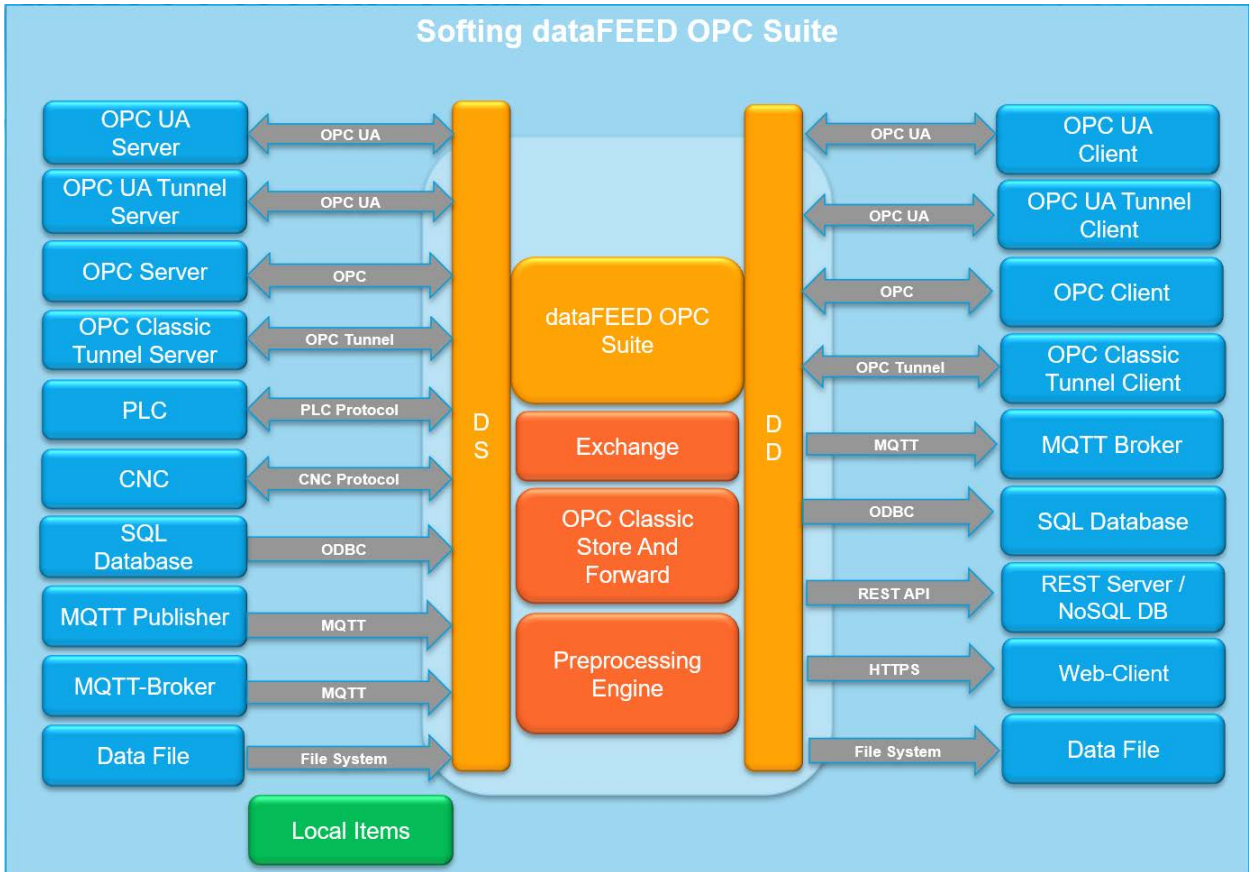 Softing dataFEED OPC Suite
OPC UA
Server
OPC UA
OPC UA Tunnel
Server
OPC UA
OPC Server
OPC
OPC Classic
Tunnel Server
OPC Tunnel
PLC
PLC Protocol
CNC
CNC Protocol
SQL
Database
ODBC
MQTT Publisher
MQTT
MQTT-Broker
MQTT
Data File
File System
Local Items
D
S
dataFEED OPC
Suite
Exchange
OPC Classic
Store And
Forward
Preprocessing
Engine
D
D
OPC UA
OPC UA
Client
OPC UA
OPC UA Tunnel
Client
OPC
OPC Client
OPC Tunnel
OPC Classic
Tunnel Client
MQTT
MQTT Broker
ODBC
SQL Database
REST API
REST Server /
NoSQL DB
HTTPS
Web-Client
File System
Data File